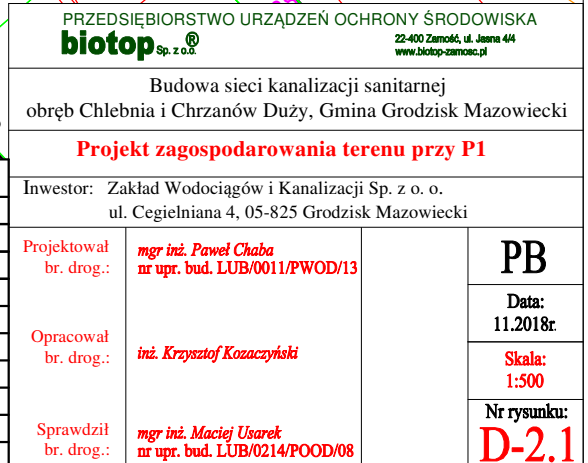 PRZEDSIĘBIORSTWO URZĄDZEŃ OCHRONY ŚRODOWISKA
biotop Sp. z o.o. ®
22-400 Zamość, ul. Jasna 4/4
www.biotop-zamosc.pl
Budowa sieci kanalizacji sanitarnej
obręb Chlebnia i Chrzanów Duży, Gmina Grodzisk Mazowiecki
Projekt zagospodarowania terenu przy P1
Inwestor: Zakład Wodociągów i Kanalizacji Sp. z o. o.
ul. Cegielniana 4, 05-825 Grodzisk Mazowiecki
Projektował
br. drog.:
mgr inż. Paweł Chaba
nr upr. bud. LUB/0011/PWOD/13
Opracował
br. drog.:
inż. Krzysztof Kozaczyński
Sprawdził
br. drog.:
mgr inż. Maciej Usarek
nr upr. bud. LUB/0214/POOD/08
PB
Data:
11.2018r.
Skala:
1:500
Nr rysunku:
D-2.1